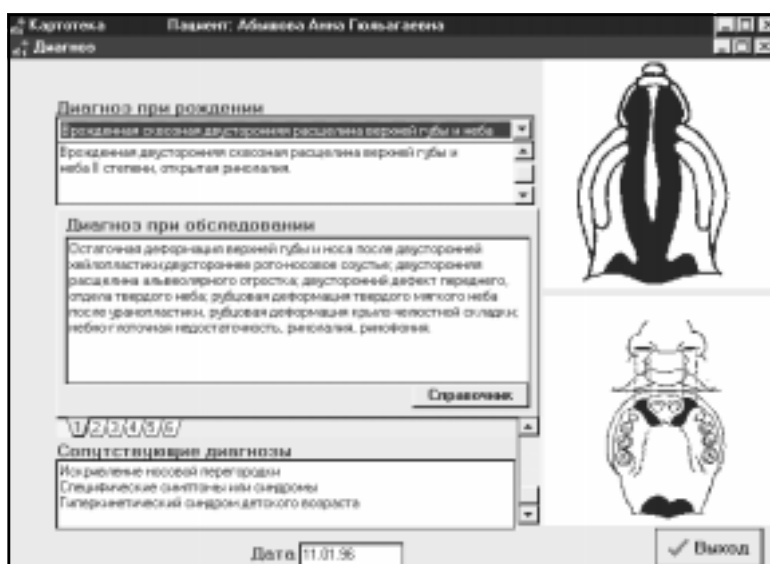 Картотека Пациент: Абышова Анна Гюльагаевна
Диагноз
Диагноз при рождении
Врожденная сквозная двусторонняя расщелина верхней губы и неба
Врожденная двусторонняя сквозная расщелина верхней губы и
неба II степени, открытая ринолалия.
Диагноз при обследовании
Остаточная деформация верхней губы и носа после двусторонней
хейлопластики;двустороннее рото-носовое соустье; двусторонняя
расщелина альвеолярного отростка; двусторонний дефект переднего,
отдела твердого неба; рубцовая деформация твердого мягкого неба
после уранопластики, рубцовая деформация крыло-челюстной складки;
небно-глоточная недостаточность, ринолалия, ринофония.
Справочник
1 2 3 4 5 6
Сопутствующие диагнозы
Искривление носовой перегородки
Специфические симптомы или синдромы
Гиперкинетический синдром детского возраста
Дата 11.01.96
Выход